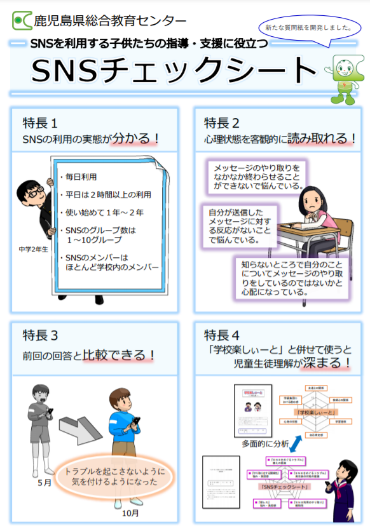 鹿児島県総合教育センター
新たな質問紙を開発しました。
SNSを利用する子供たちの指導・支援に役立つ
SNSチェックシート
特長１
SNSの利用の実態が分かる！
・毎日利用
・平日は２時間以上の利用
・使い始めて１年～２年
・SNSのグループ数は
１～10グループ
・SNSのメンバーは
ほとんど学校内のメンバー
中学2年生
特長２
心理状態を客観的に読み取れる！
メッセージのやり取りを
なかなか終わらせること
ができないで悩んでいる。
自分が送信した
メッセージに対す
る反応がないこと
で悩んでいる。
知らないところで自分のこと
についてメッセージのやり取
りをしているのではないかと
心配になっている。
特長３
前回の回答と比較できる！
５月
トラブルを起こさないように
気を付けるようになった
10月
特長４
「学校楽しぃーと」と併せて使うと
児童生徒理解が深まる！
多面的に分析
「SNSチェックシート」